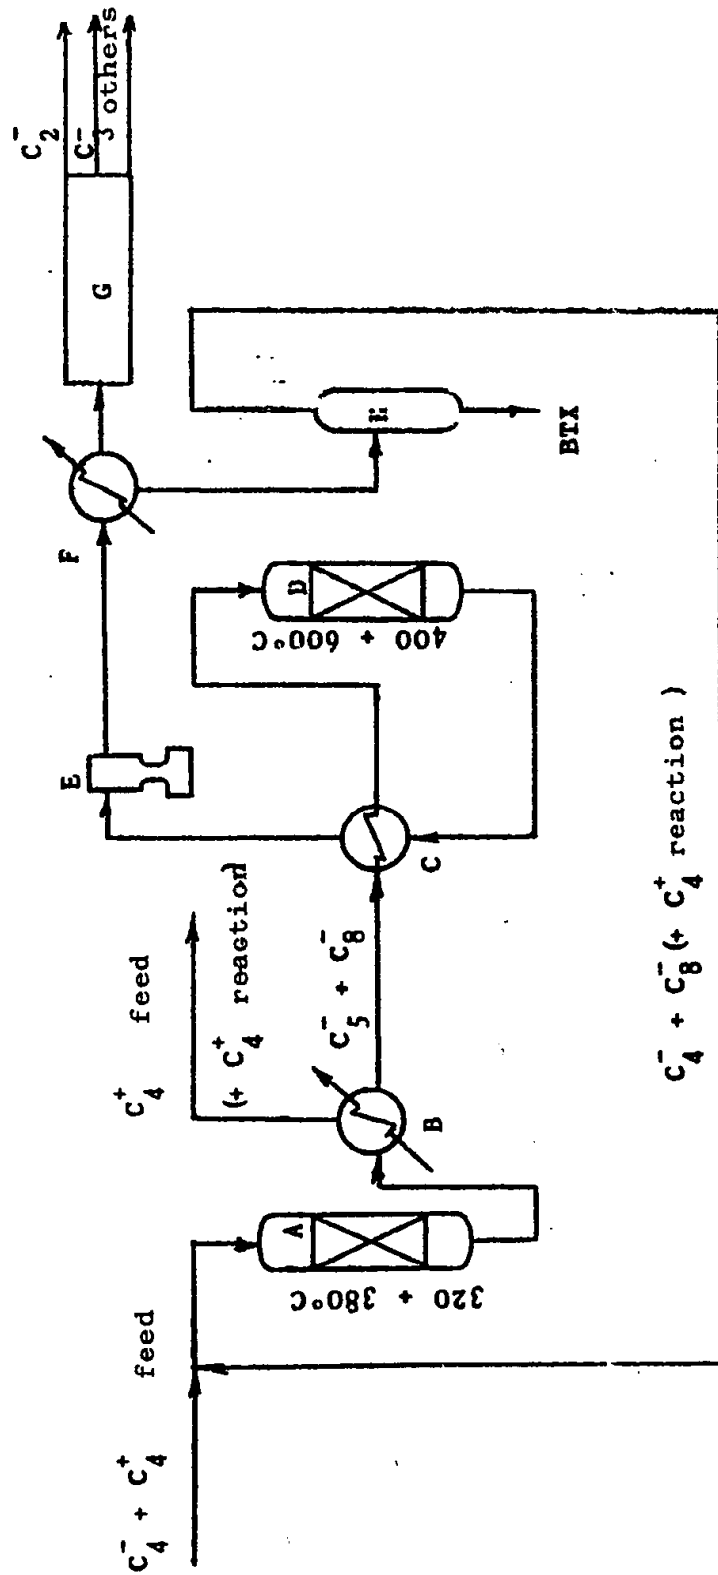 C₄⁻ + C₄⁺ feed
A
320 + 380°C
B
C₄⁺ feed
(+ C₄⁺ reaction)
C₅⁻ + C₈⁻
C
D
400 + 600°C
E
F
G
C₂⁻
C₃⁻
others
BTX
C₄⁻ + C₈⁻ (+ C₄⁺ reaction )